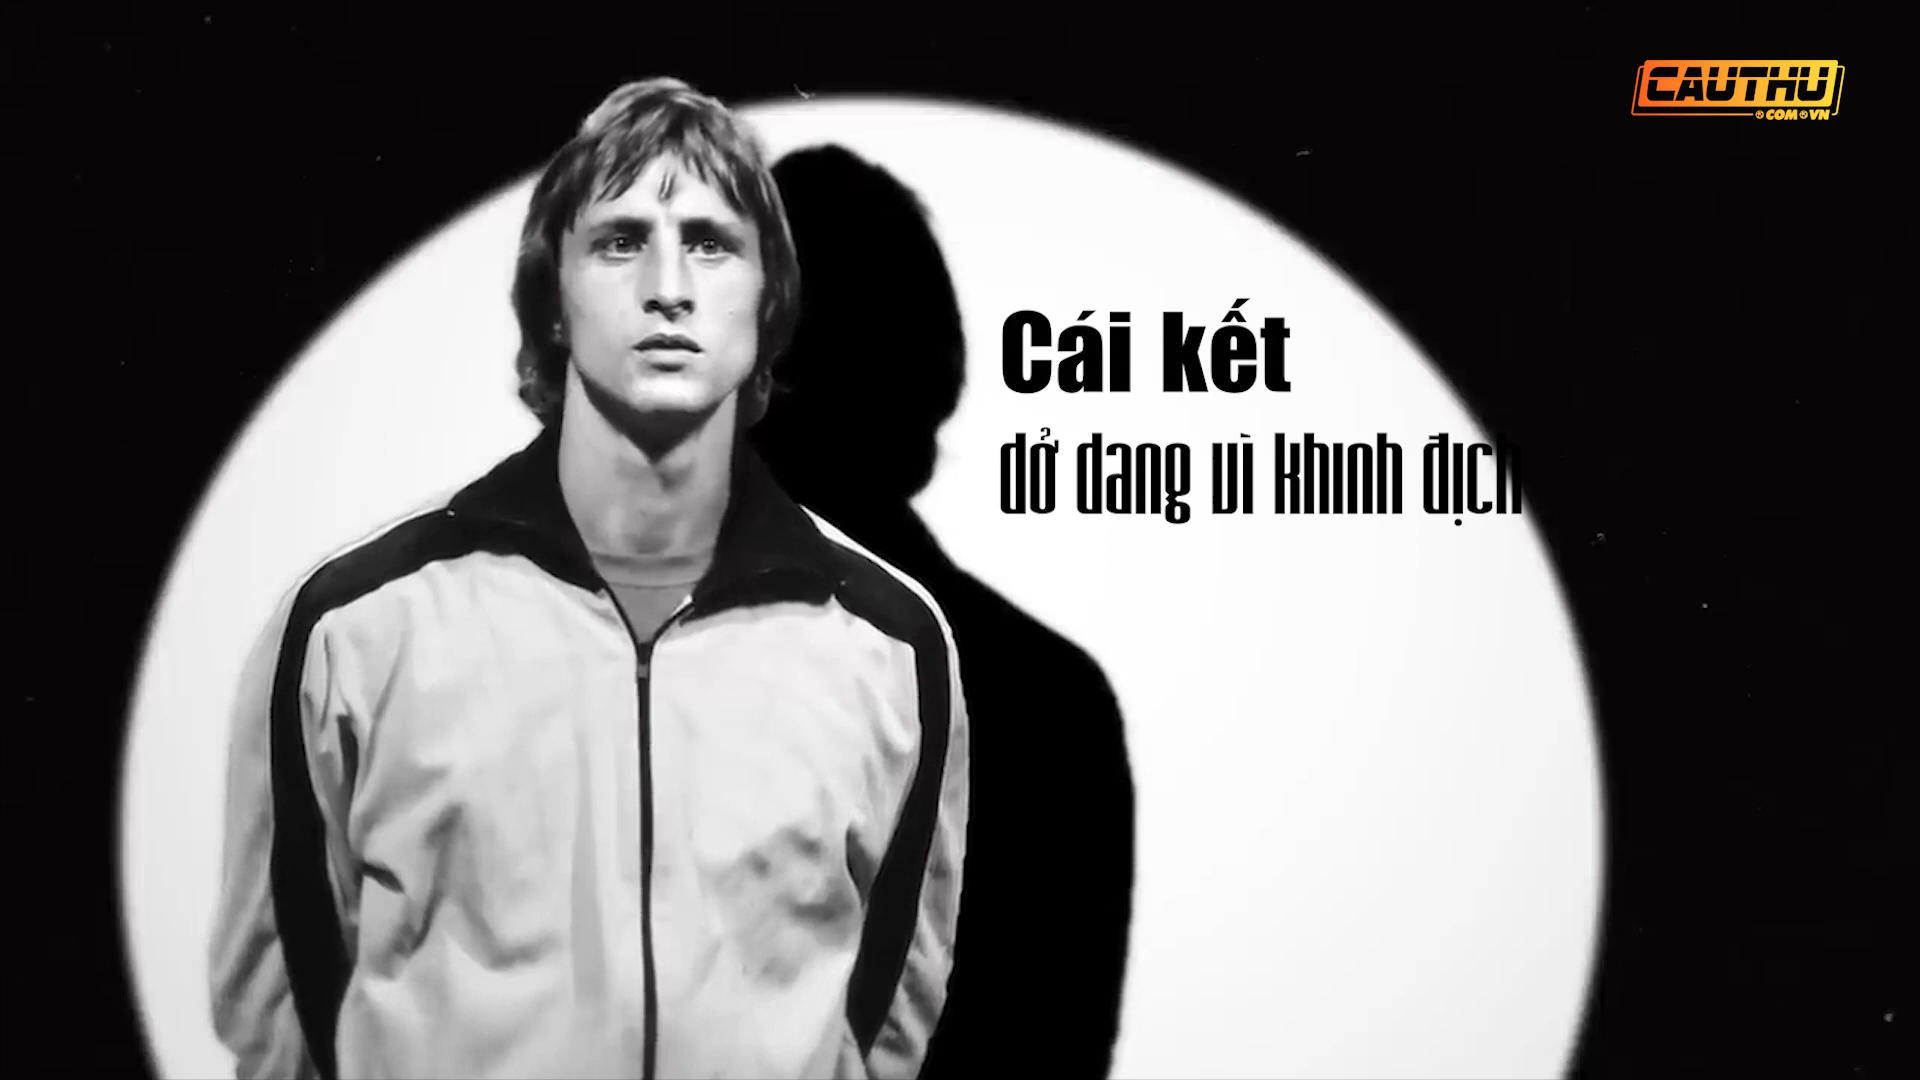 CAUTHU
COM VN
Cái kết
dở dang vì khinh địch